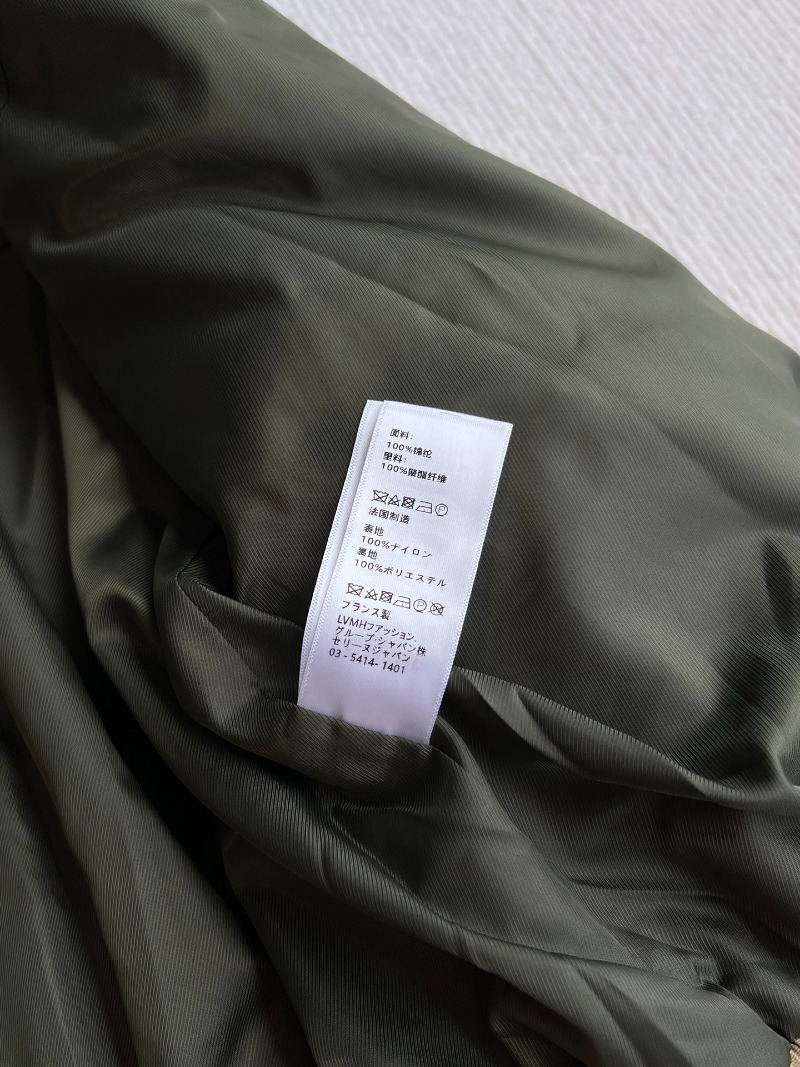 面料:
100%锦纶
里料:
100%聚酯纤维
法国制造
表地
100%ナイロン
裏地
100%ポリエステル
フランス製
LVMHファッション.
グループ·ジャパン株
セリーヌジャパン
03-5414-1401